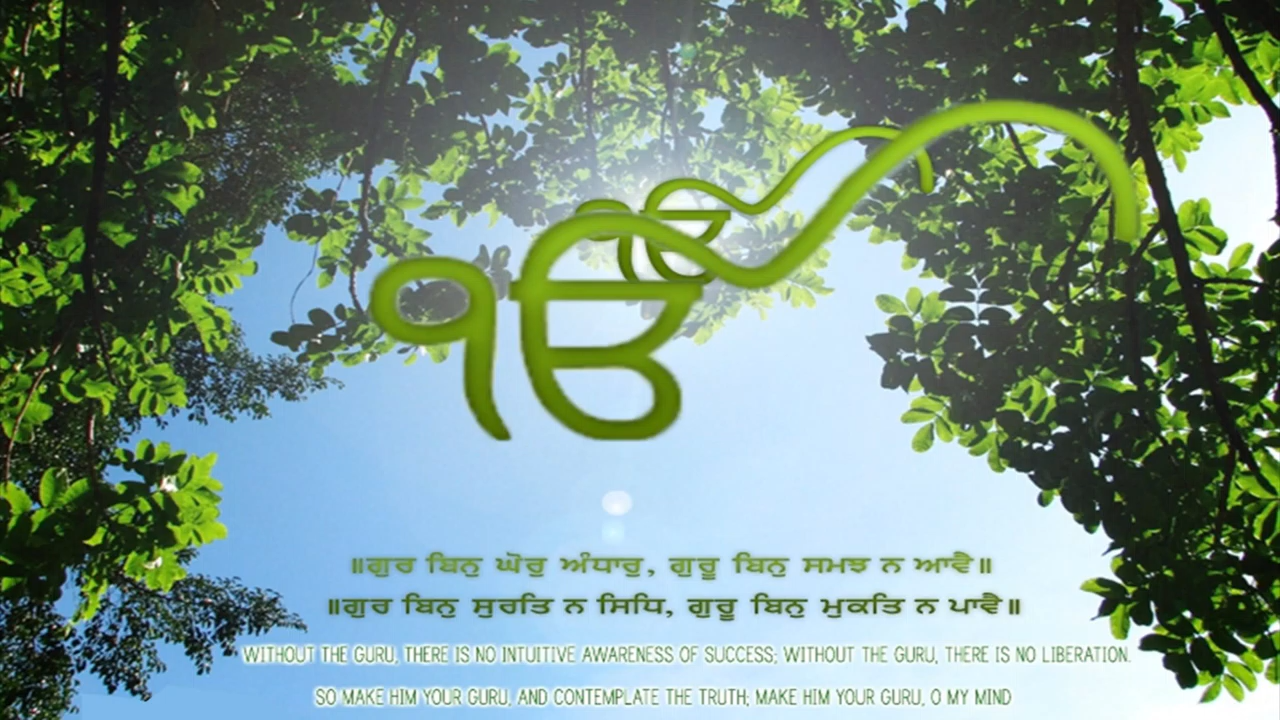 ੴ
ੴ
॥ਗੁਰ ਬਿਨੁ ਘੋਰੁ ਅੰਧਾਰੁ, ਗੁਰੂ ਬਿਨੁ ਸਮਝ ਨ ਆਵੈ॥
॥ਗੁਰ ਬਿਨੁ ਸੁਰਤਿ ਨ ਸਿਧਿ, ਗੁਰੂ ਬਿਨੁ ਮੁਕਤਿ ਨ ਪਾਵੈ॥
WITHOUT THE GURU, THERE IS NO INTUITIVE AWARENESS OF SUCCESS; WITHOUT THE GURU, THERE IS NO LIBERATION.
SO MAKE HIM YOUR GURU, AND CONTEMPLATE THE TRUTH; MAKE HIM YOUR GURU, O MY MIND